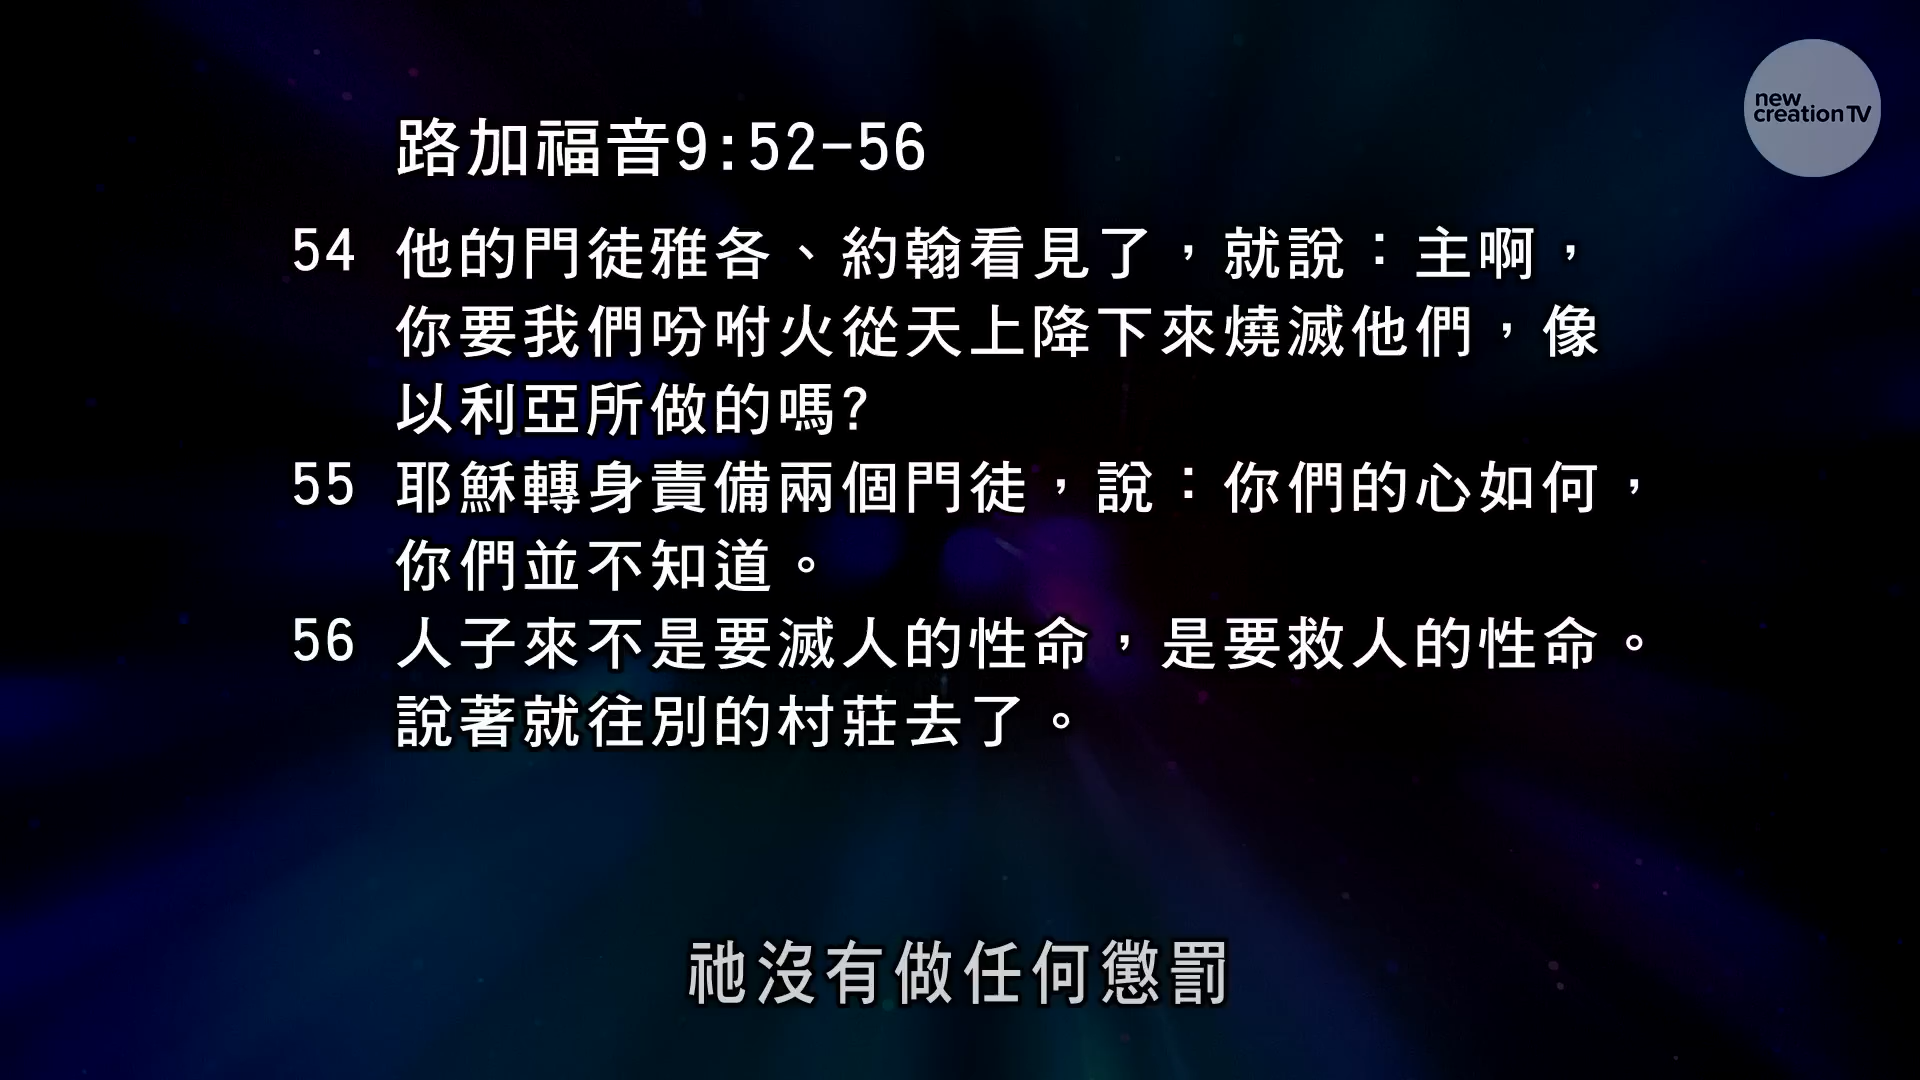 new
creation TV
路加福音9:52-56
54 他的門徒雅各、約翰看見了，就說：主啊，
你要我們吩咐火從天上降下來燒滅他們，像
以利亞所做的嗎?
55 耶穌轉身責備兩個門徒，說：你們的心如何，
你們並不知道。
56 人子來不是要滅人的性命，是要救人的性命。
說著就往別的村莊去了。
祂沒有做任何懲罰